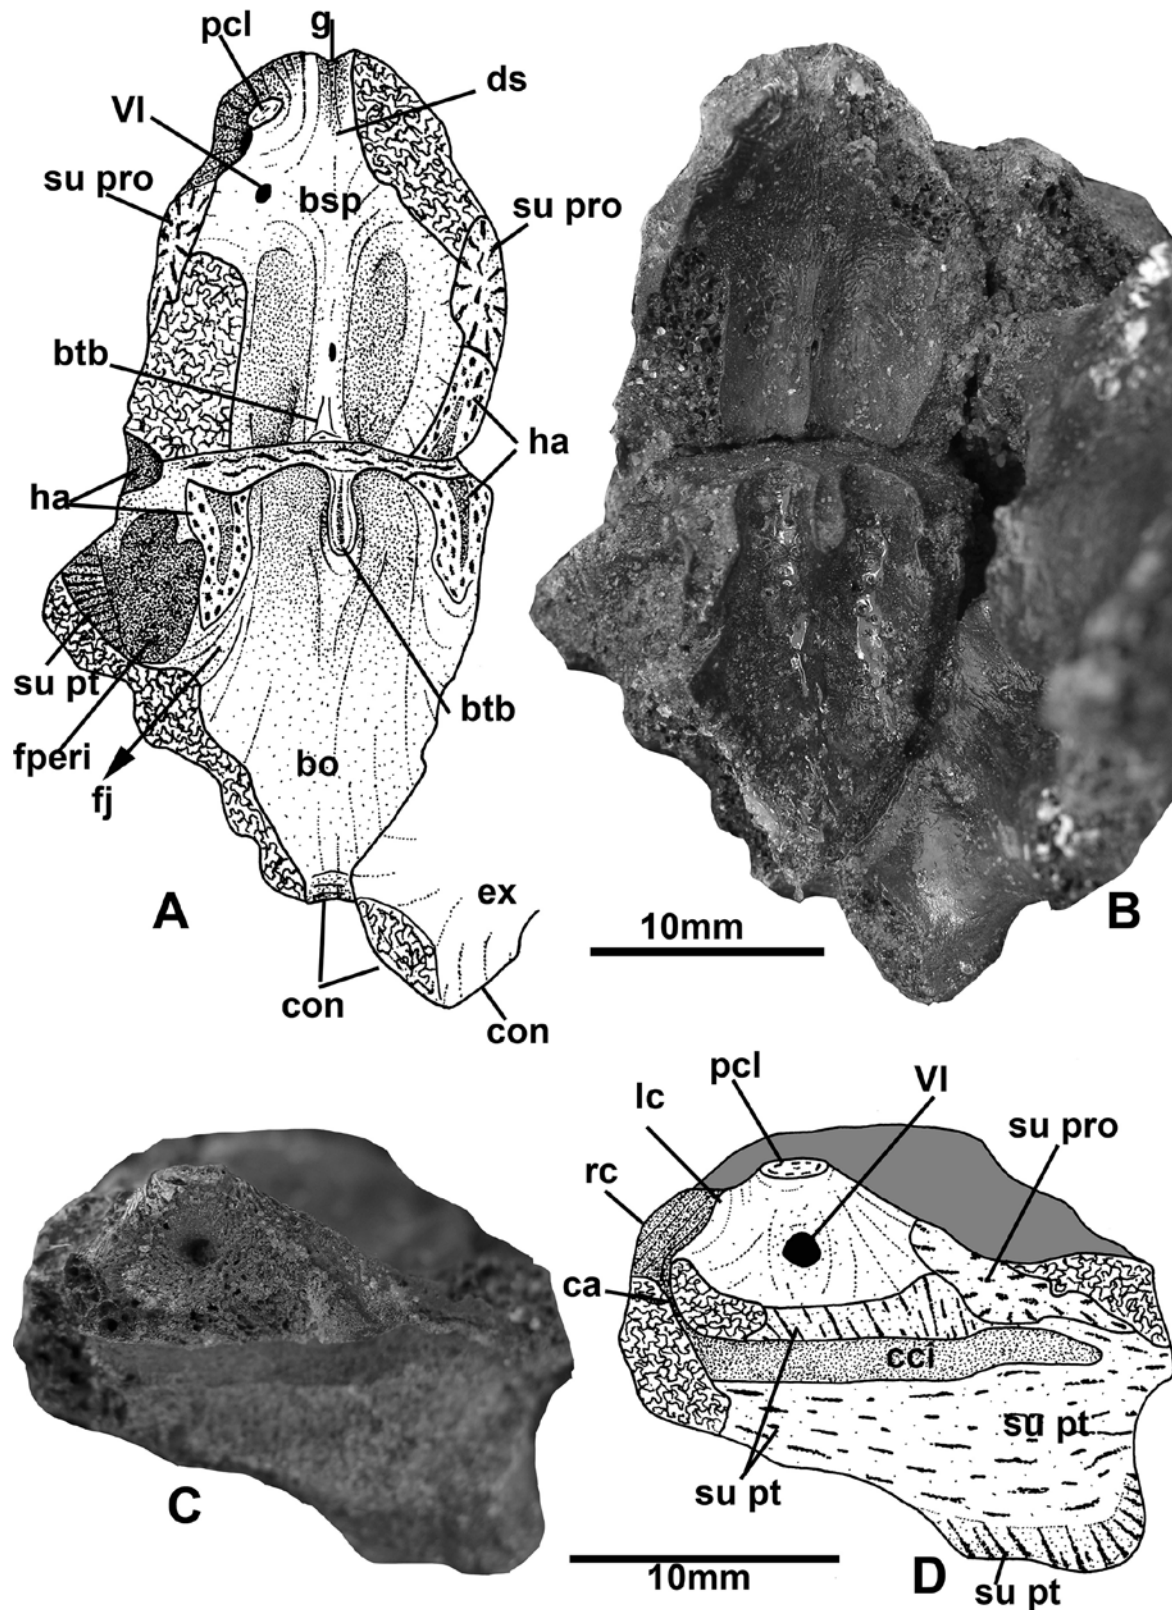 pcl
g
ds
VI
bsp
su pro
su pro
btb
ha
ha
su pt
btb
fperi
bo
fj
A
ex
B
10mm
con
con
pcl
VI
lc
su pro
rc
ca
cci
su pt
su pt
C
D
10mm
su pt